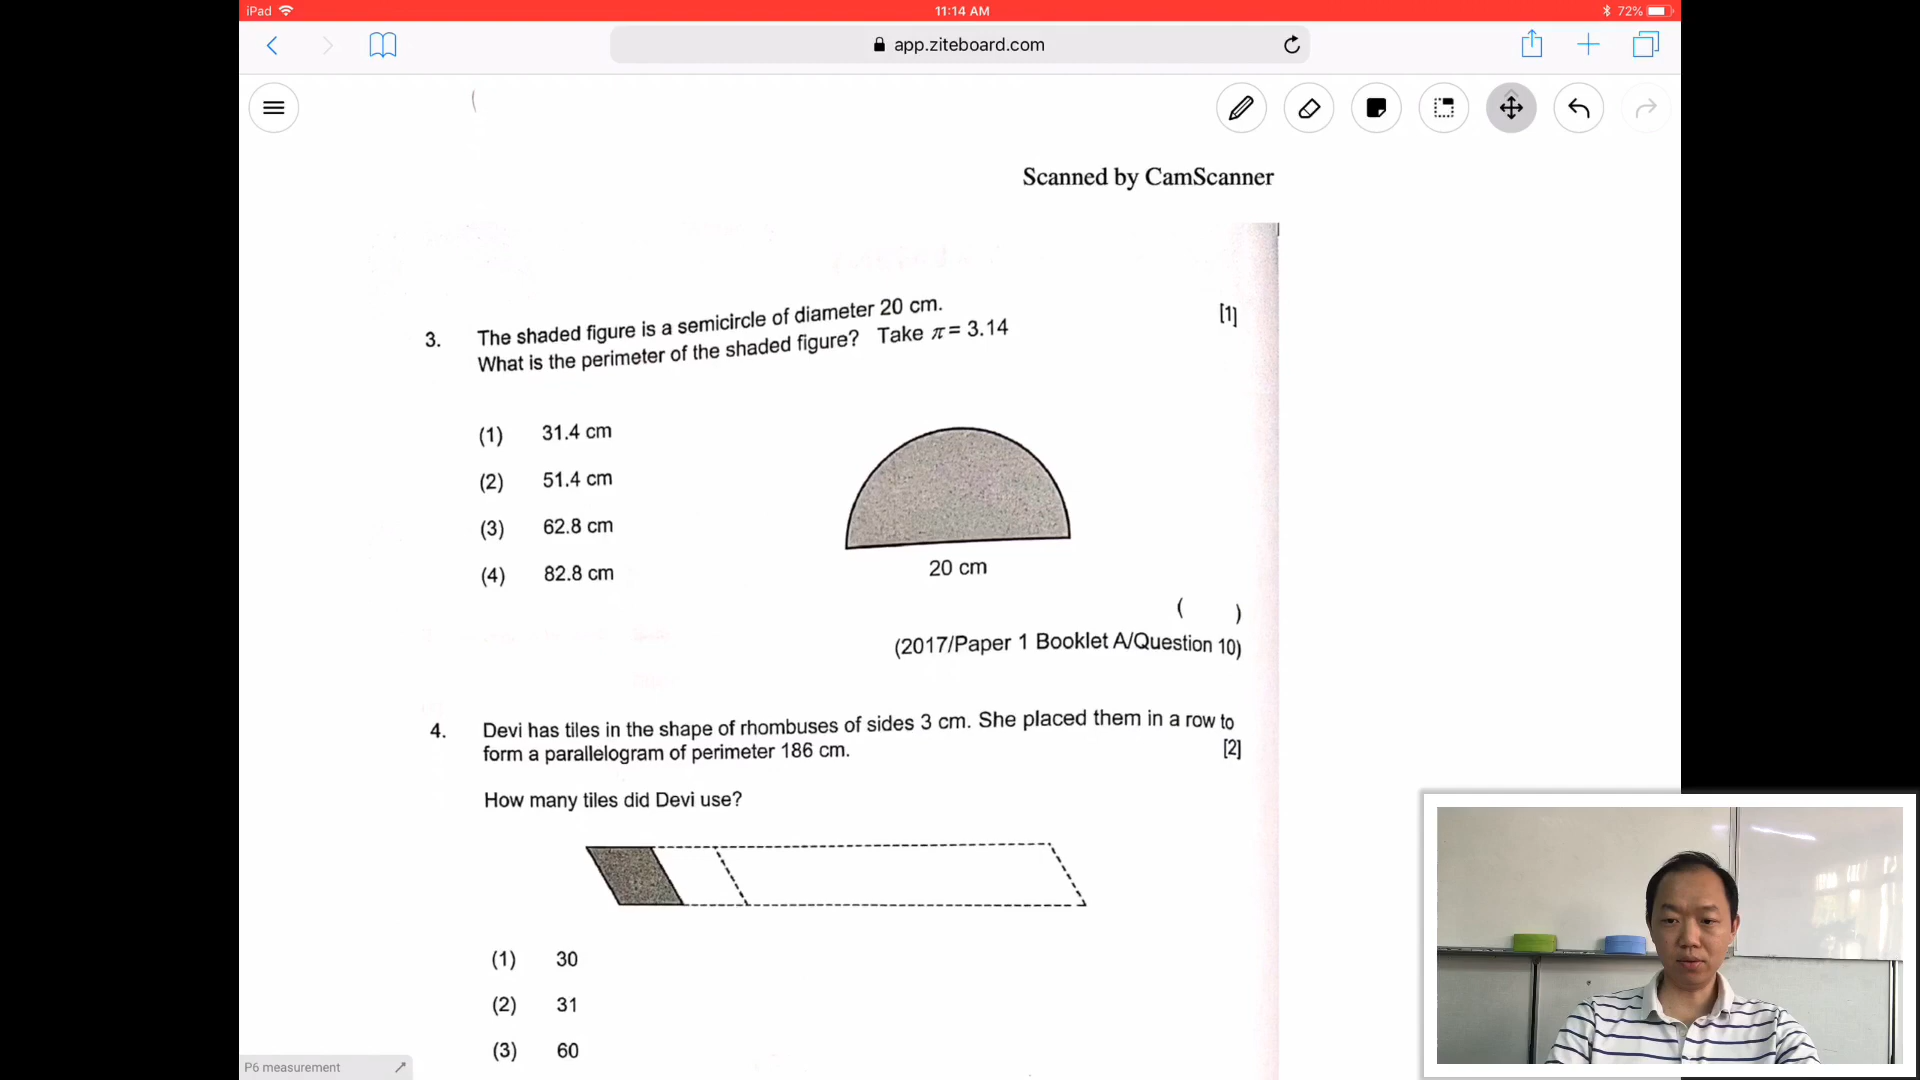 iPad
11:14 AM
72%
app.ziteboard.com
(
Scanned by CamScanner
3. The shaded figure is a semicircle of diameter 20 cm. [1]
What is the perimeter of the shaded figure? Take π = 3.14
(1) 31.4 cm
(2) 51.4 cm
(3) 62.8 cm
(4) 82.8 cm
20 cm
( )
(2017/Paper 1 Booklet A/Question 10)
4. Devi has tiles in the shape of rhombuses of sides 3 cm. She placed them in a row to
form a parallelogram of perimeter 186 cm. [2]
How many tiles did Devi use?
(1) 30
(2) 31
(3) 60
P6 measurement